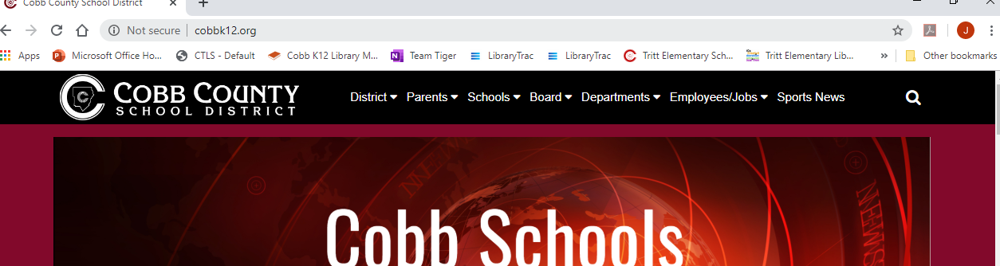 Cobb County School District
Not secure cobbk12.org
J
Apps Microsoft Office Ho... CTLS - Default Cobb K12 Library M... Team Tiger LibraryTrac LibraryTrac Tritt Elementary Sch... Tritt Elementary Lib... » Other bookmarks
COBB COUNTY
SCHOOL DISTRICT
District Parents Schools Board Departments Employees/Jobs Sports News
NEWS
Cobb Schools